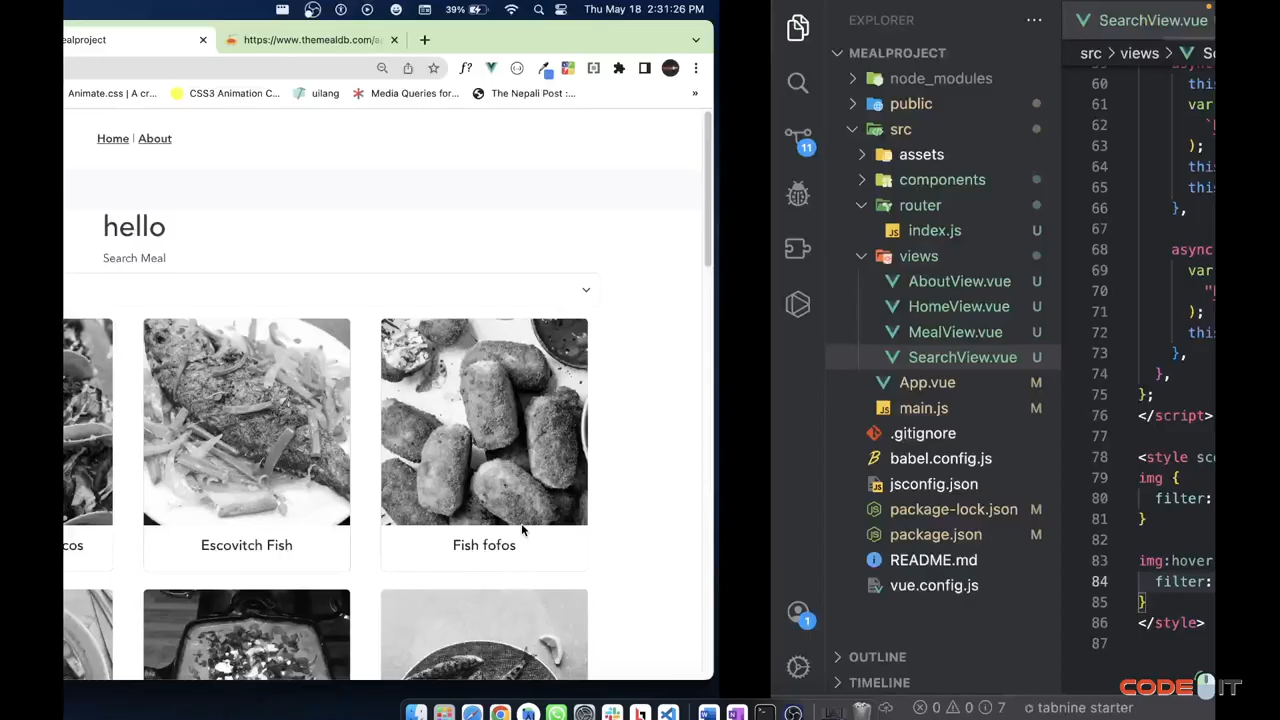 39%
Thu May 18 2:31:26 PM
ealproject
https://www.themealdb.com/a
f?
Animate.css | A cr...
CSS3 Animation C...
uilang
Media Queries for...
The Nepali Post :...
»
Home | About
hello
Search Meal
cos
Escovitch Fish
Fish fofos
EXPLORER
MEALPROJECT
node_modules
public
src
assets
components
router
index.js U
views
AboutView.vue U
HomeView.vue U
MealView.vue U
SearchView.vue U
App.vue M
main.js M
.gitignore
babel.config.js
jsconfig.json
package-lock.json M
package.json M
README.md
vue.config.js
OUTLINE
TIMELINE
11
1
SearchView.vue
src > views >
60 this
61 var
62
63 );
64 this
65 this
66 },
67
68 async
69 var
70
71 );
72 this
73 },
74 },
75 };
76 </script>
77
78 <style sc
79 img {
80 filter:
81 }
82
83 img:hover
84 filter:
85 }
86 </style>
87
CODE IT
0 0 7 tabnine starter